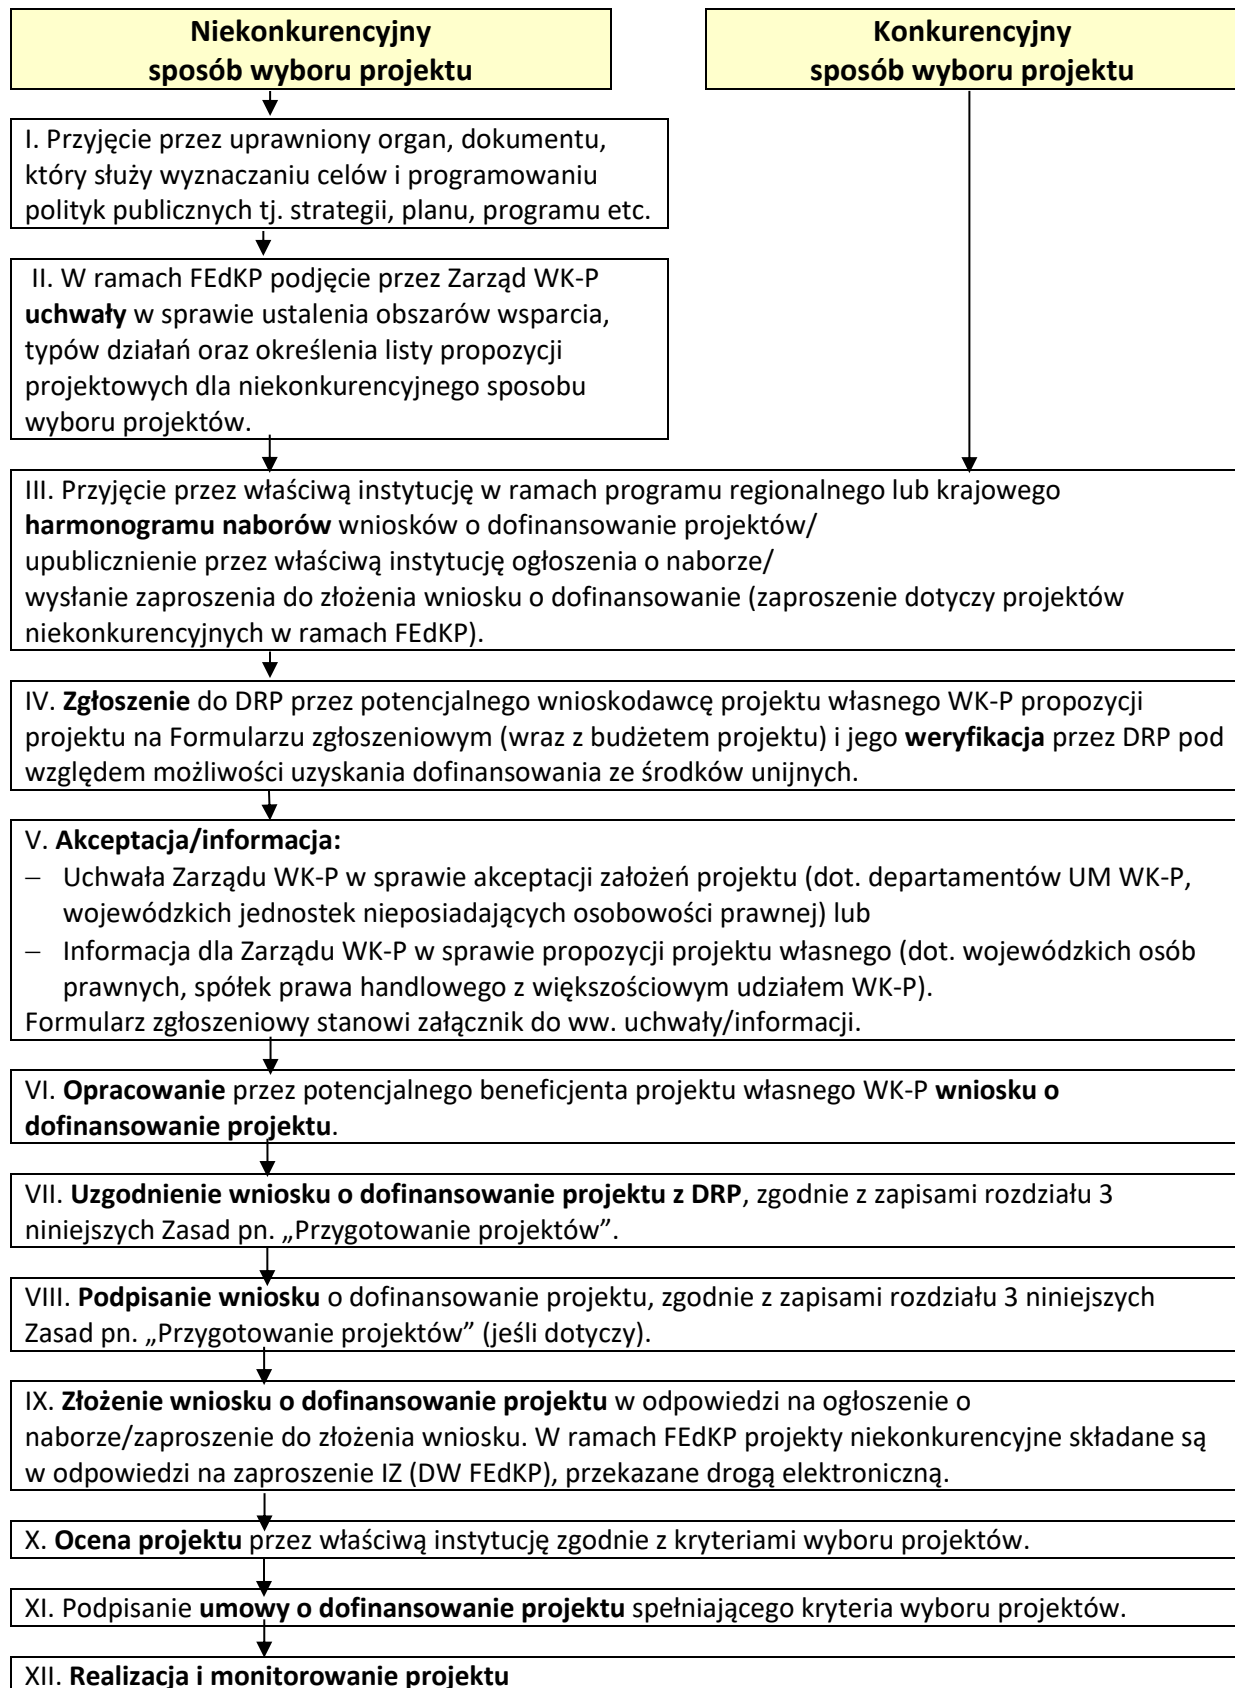 Niekonkurencyjny
sposób wyboru projektu
Konkurencyjny
sposób wyboru projektu
I. Przyjęcie przez uprawniony organ, dokumentu,
który służy wyznaczaniu celów i programowaniu
polityk publicznych tj. strategii, planu, programu etc.
II. W ramach FEdKP podjęcie przez Zarząd WK-P
uchwały w sprawie ustalenia obszarów wsparcia,
typów działań oraz określenia listy propozycji
projektowych dla niekonkurencyjnego sposobu
wyboru projektów.
III. Przyjęcie przez właściwą instytucję w ramach programu regionalnego lub krajowego
harmonogramu naborów wniosków o dofinansowanie projektów/
upublicznienie przez właściwą instytucję ogłoszenia o naborze/
wysłanie zaproszenia do złożenia wniosku o dofinansowanie (zaproszenie dotyczy projektów
niekonkurencyjnych w ramach FEdKP).
IV. Zgłoszenie do DRP przez potencjalnego wnioskodawcę projektu własnego WK-P propozycji
projektu na Formularzu zgłoszeniowym (wraz z budżetem projektu) i jego weryfikacja przez DRP pod
względem możliwości uzyskania dofinansowania ze środków unijnych.
V. Akceptacja/informacja:
− Uchwała Zarządu WK-P w sprawie akceptacji założeń projektu (dot. departamentów UM WK-P,
wojewódzkich jednostek nieposiadających osobowości prawnej) lub
− Informacja dla Zarządu WK-P w sprawie propozycji projektu własnego (dot. wojewódzkich osób
prawnych, spółek prawa handlowego z większościowym udziałem WK-P).
Formularz zgłoszeniowy stanowi załącznik do ww. uchwały/informacji.
VI. Opracowanie przez potencjalnego beneficjenta projektu własnego WK-P wniosku o
dofinansowanie projektu.
VII. Uzgodnienie wniosku o dofinansowanie projektu z DRP, zgodnie z zapisami rozdziału 3
niniejszych Zasad pn. „Przygotowanie projektów”.
VIII. Podpisanie wniosku o dofinansowanie projektu, zgodnie z zapisami rozdziału 3 niniejszych
Zasad pn. „Przygotowanie projektów” (jeśli dotyczy).
IX. Złożenie wniosku o dofinansowanie projektu w odpowiedzi na ogłoszenie o
naborze/zaproszenie do złożenia wniosku. W ramach FEdKP projekty niekonkurencyjne składane są
w odpowiedzi na zaproszenie IZ (DW FEdKP), przekazane drogą elektroniczną.
X. Ocena projektu przez właściwą instytucję zgodnie z kryteriami wyboru projektów.
XI. Podpisanie umowy o dofinansowanie projektu spełniającego kryteria wyboru projektów.
XII. Realizacja i monitorowanie projektu